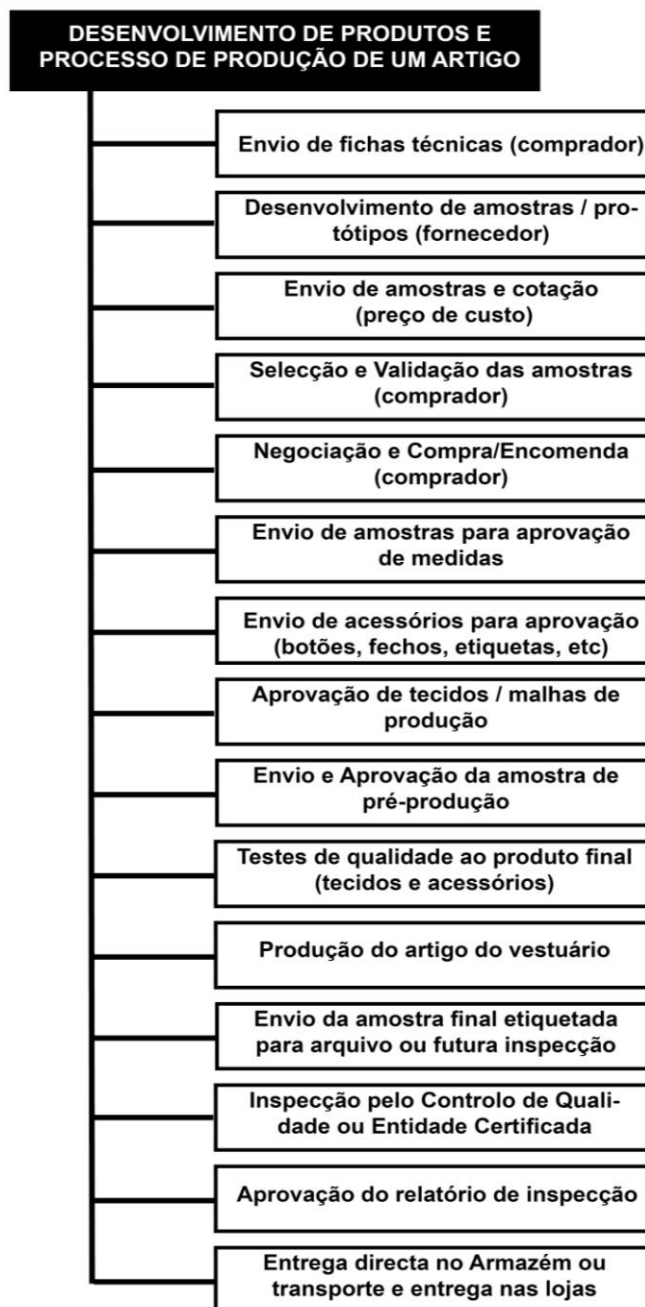 DESENVOLVIMENTO DE PRODUTOS E
PROCESSO DE PRODUÇÃO DE UM ARTIGO
Envio de fichas técnicas (comprador)
Desenvolvimento de amostras / pro-
tótipos (fornecedor)
Envio de amostras e cotação
(preço de custo)
Selecção e Validação das amostras
(comprador)
Negociação e Compra/Encomenda
(comprador)
Envio de amostras para aprovação
de medidas
Envio de acessórios para aprovação
(botões, fechos, etiquetas, etc)
Aprovação de tecidos / malhas de
produção
Envio e Aprovação da amostra de
pré-produção
Testes de qualidade ao produto final
(tecidos e acessórios)
Produção do artigo do vestuário
Envio da amostra final etiquetada
para arquivo ou futura inspecção
Inspecção pelo Controlo de Quali-
dade ou Entidade Certificada
Aprovação do relatório de inspecção
Entrega directa no Armazém ou
transporte e entrega nas lojas